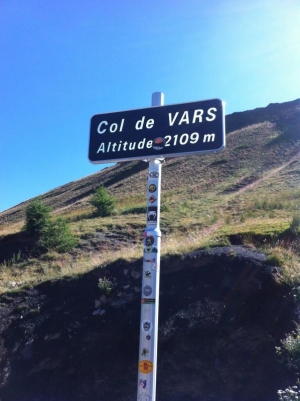 Col de VARS
Altitude 2109 m